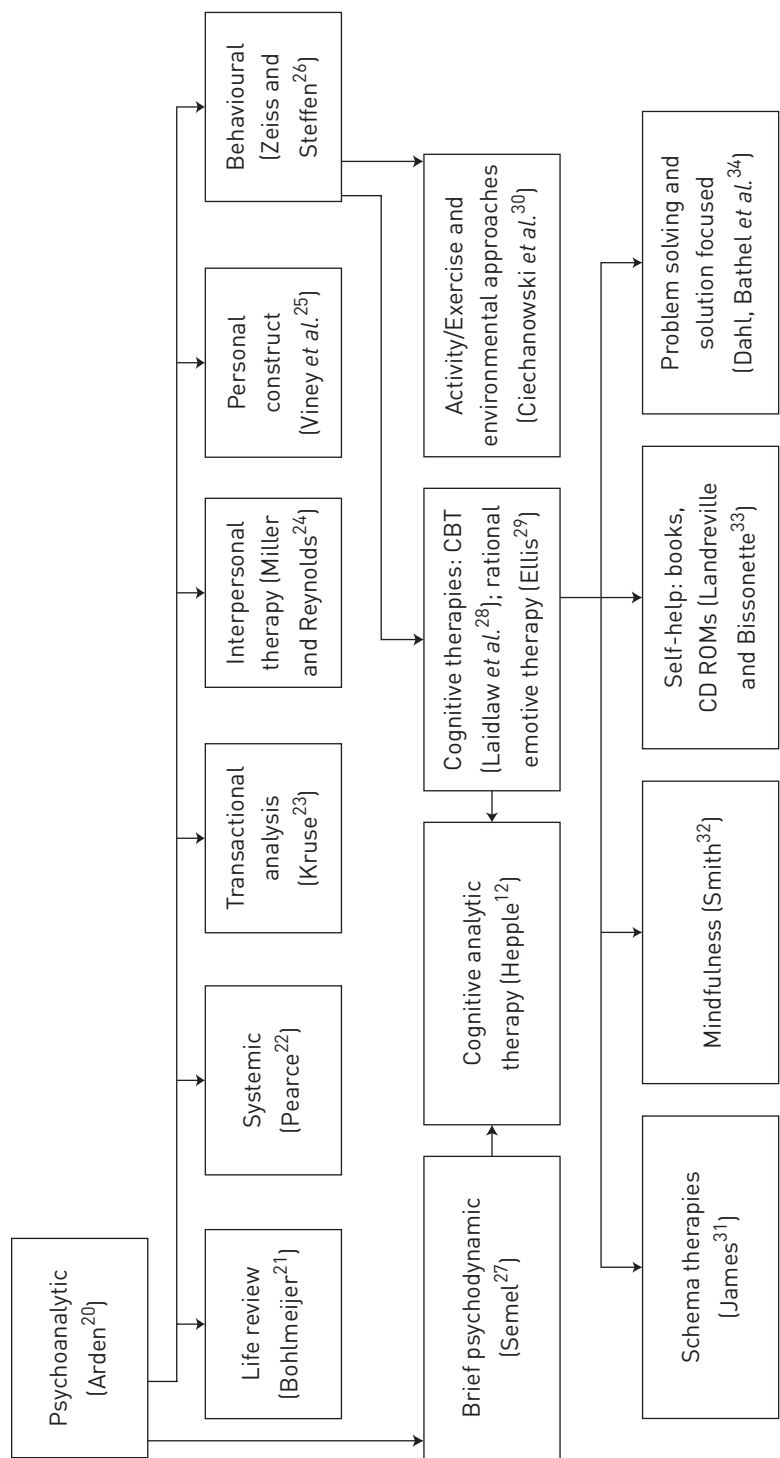 Psychoanalytic
(Arden20)
Life review
(Bohlmeijer21)
Systemic
(Pearce22)
Transactional
analysis
(Kruse23)
Interpersonal
therapy (Miller
and Reynolds24)
Personal
construct
(Viney et al.25)
Behavioural
(Zeiss and
Steffen26)
Brief psychodynamic
(Semel27)
Cognitive analytic
therapy (Hepple12)
Cognitive therapies: CBT
(Laidlaw et al.28); rational
emotive therapy (Ellis29)
Activity/Exercise and
environmental approaches
(Ciechanowski et al.30)
Schema therapies
(James31)
Mindfulness (Smith32)
Self-help: books,
CD ROMs (Landreville
and Bissonette33)
Problem solving and
solution focused
(Dahl, Bathel et al.34)